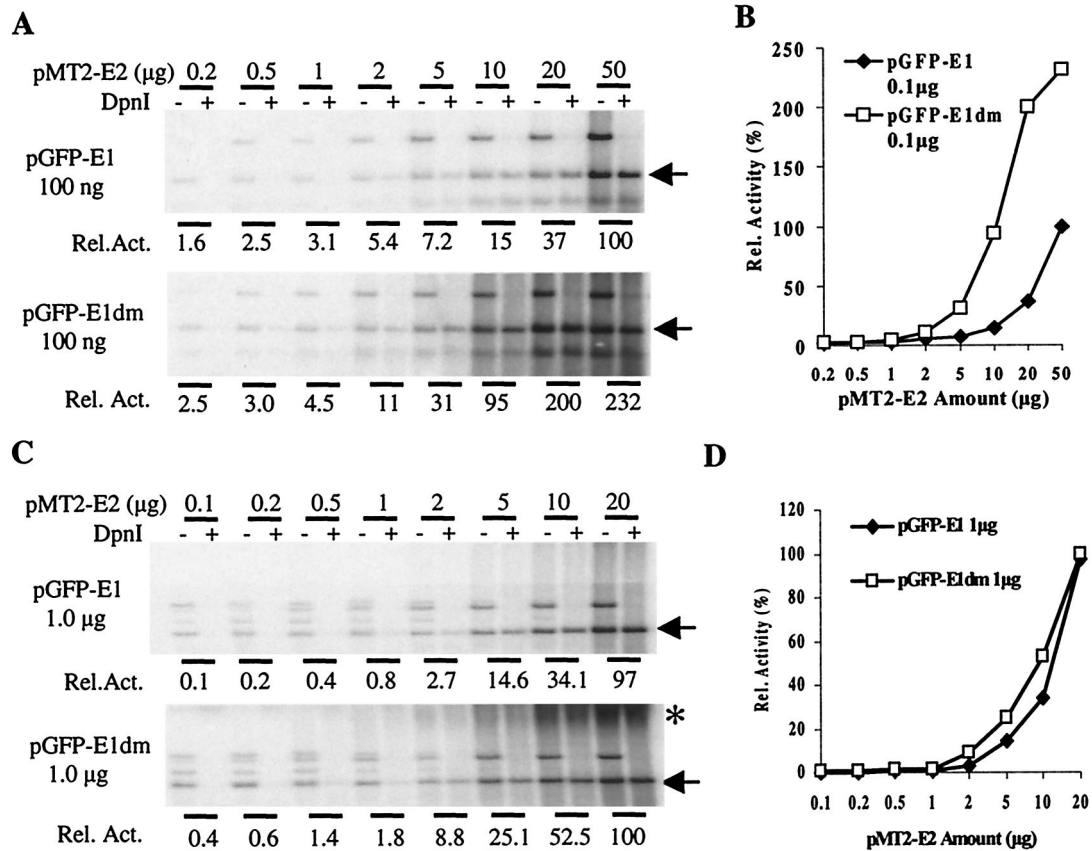 A
pMT2-E2 (µg) 0.2 0.5 1 2 5 10 20 50
DpnI - + - + - + - + - + - + - + - +
pGFP-E1
100 ng
Rel.Act. 1.6 2.5 3.1 5.4 7.2 15 37 100
pGFP-E1dm
100 ng
Rel. Act. 2.5 3.0 4.5 11 31 95 200 232
B
250
200
150
100
50
0
Rel. Activity (%)
pGFP-E1
0.1µg
pGFP-E1dm
0.1µg
0.2 0.5 1 2 5 10 20 50
pMT2-E2 Amount (µg)
C
pMT2-E2 (µg) 0.1 0.2 0.5 1 2 5 10 20
DpnI - + - + - + - + - + - + - + - +
pGFP-E1
1.0 µg
Rel.Act. 0.1 0.2 0.4 0.8 2.7 14.6 34.1 97
*
pGFP-E1dm
1.0 µg
Rel. Act. 0.4 0.6 1.4 1.8 8.8 25.1 52.5 100
D
120
100
80
60
40
20
0
Rel. Activity (%)
pGFP-E1 1µg
pGFP-E1dm 1µg
0.1 0.2 0.5 1 2 5 10 20
pMT2-E2 Amount (µg)